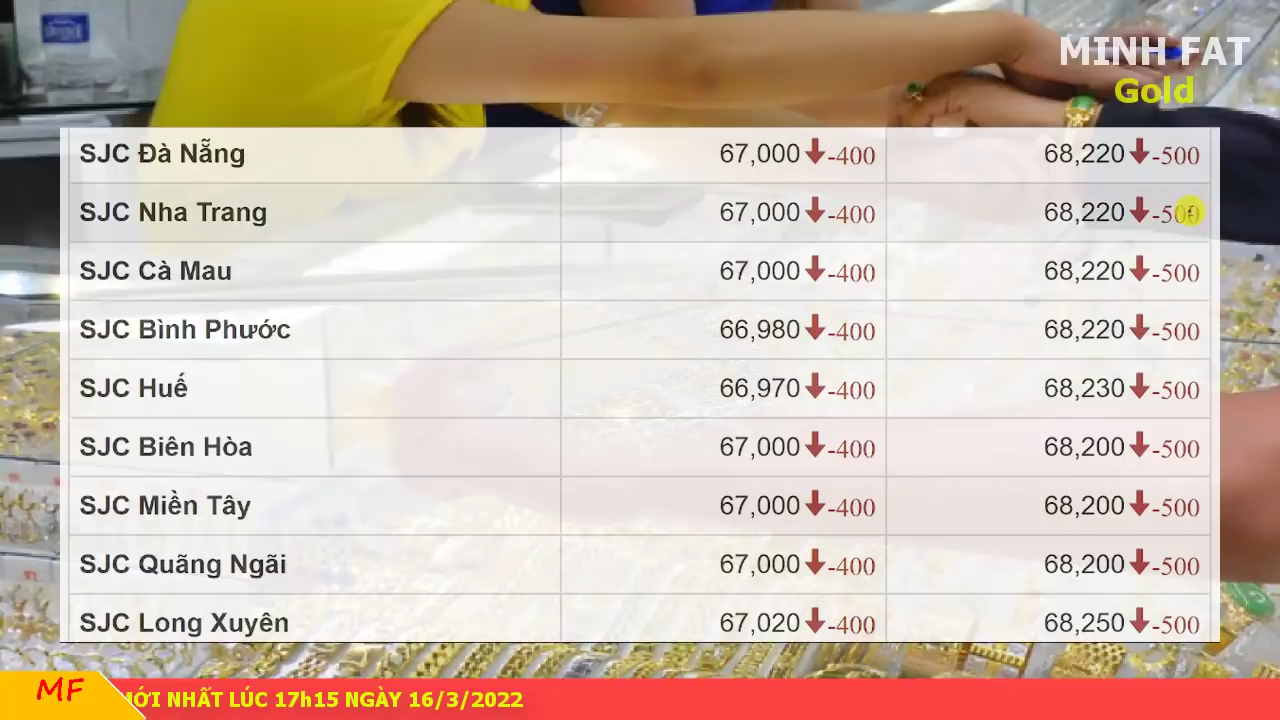 MINH FAT
Gold
SJC Đà Nẵng 67,000 -400 68,220 -500
SJC Nha Trang 67,000 -400 68,220 -500
SJC Cà Mau 67,000 -400 68,220 -500
SJC Bình Phước 66,980 -400 68,220 -500
SJC Huế 66,970 -400 68,230 -500
SJC Biên Hòa 67,000 -400 68,200 -500
SJC Miền Tây 67,000 -400 68,200 -500
SJC Quãng Ngãi 67,000 -400 68,200 -500
SJC Long Xuyên 67,020 -400 68,250 -500
MF
MỚI NHẤT LÚC 17h15 NGÀY 16/3/2022